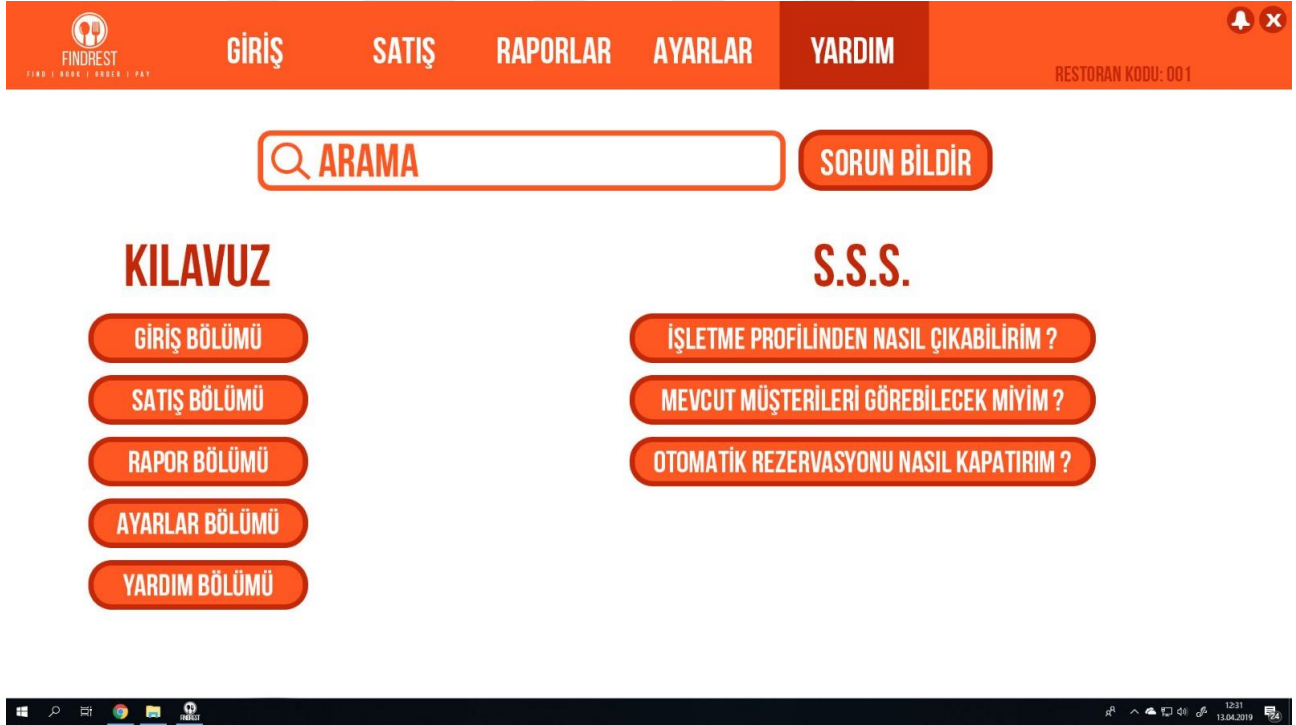 FINDREST
FIND | BOOK | ORDER | PAY
GİRİŞ
SATIŞ
RAPORLAR
AYARLAR
YARDIM
RESTORAN KODU: 001
ARAMA
SORUN BİLDİR
KILAVUZ
GİRİŞ BÖLÜMÜ
SATIŞ BÖLÜMÜ
RAPOR BÖLÜMÜ
AYARLAR BÖLÜMÜ
YARDIM BÖLÜMÜ
S.S.S.
İŞLETME PROFİLİNDEN NASIL ÇIKABİLİRİM ?
MEVCUT MÜŞTERİLERİ GÖREBİLECEK MİYİM ?
OTOMATİK REZERVASYONU NASIL KAPATIRIM ?
FINDREST
12:31
13.04.2019
24